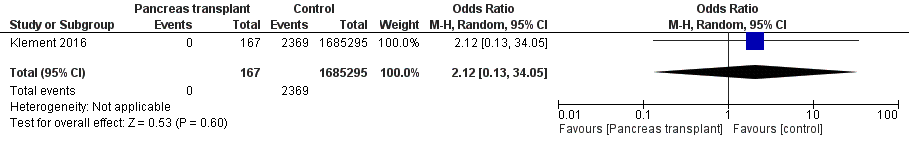 Pancreas transplant Control Odds Ratio Odds Ratio
Study or Subgroup Events Total Events Total Weight M-H, Random, 95% CI M-H, Random, 95% CI
Klement 2016 0 167 2369 1685295 100.0% 2.12 [0.13, 34.05]
Total (95% CI) 167 1685295 100.0% 2.12 [0.13, 34.05]
Total events 0 2369
Heterogeneity: Not applicable
Test for overall effect: Z = 0.53 (P = 0.60)
0.01 0.1 1 10 100
Favours [Pancreas transplant] Favours [control]